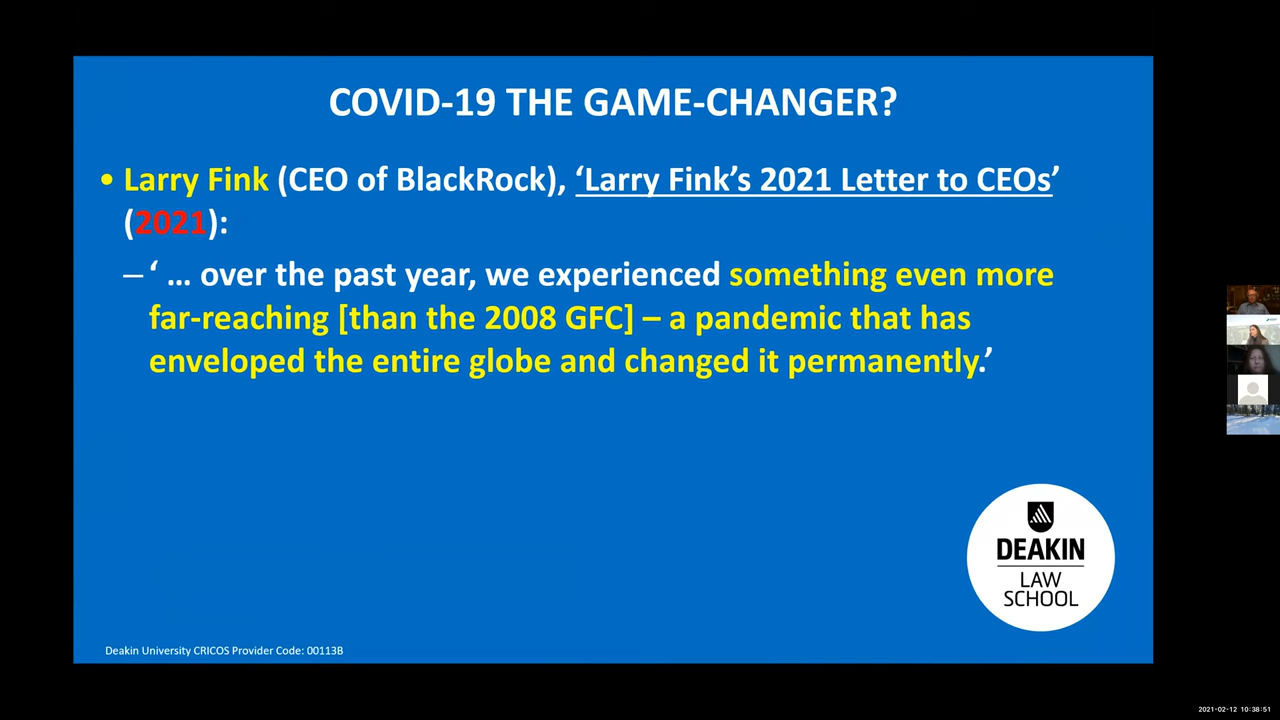 COVID-19 THE GAME-CHANGER?
• Larry Fink (CEO of BlackRock), ‘Larry Fink’s 2021 Letter to CEOs’
(2021):
– ‘ … over the past year, we experienced something even more
far-reaching [than the 2008 GFC] – a pandemic that has
enveloped the entire globe and changed it permanently.’
DEAKIN
LAW
SCHOOL
Deakin University CRICOS Provider Code: 00113B
2021-02-12 10:38:51